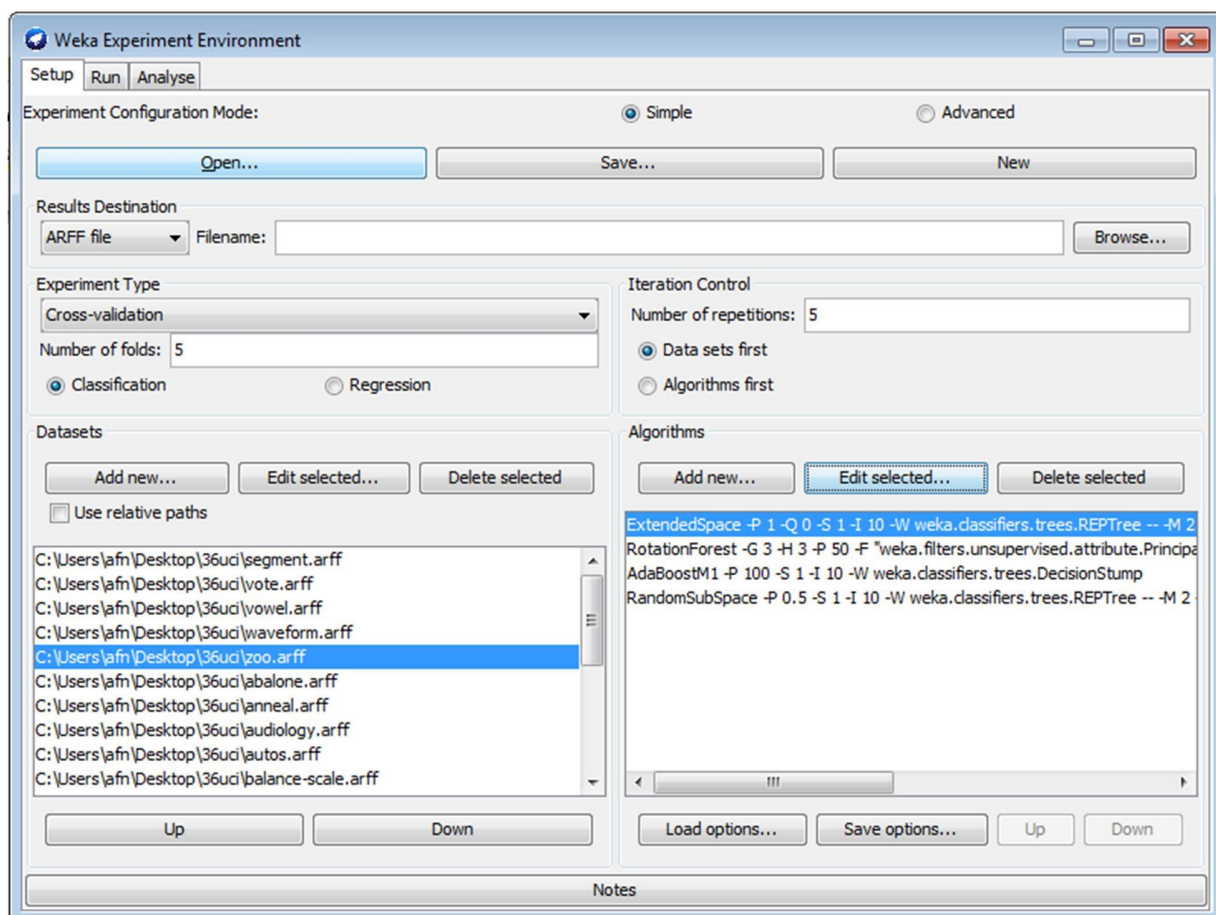 Weka Experiment Environment
Setup Run Analyse
Experiment Configuration Mode: Simple Advanced
Open... Save... New
Results Destination
ARFF file Filename: Browse...
Experiment Type
Cross-validation
Number of folds: 5
Classification Regression
Iteration Control
Number of repetitions: 5
Data sets first
Algorithms first
Datasets
Add new... Edit selected... Delete selected
Use relative paths
C:\Users\afn\Desktop\36uci\segment.arff
C:\Users\afn\Desktop\36uci\vote.arff
C:\Users\afn\Desktop\36uci\vowel.arff
C:\Users\afn\Desktop\36uci\waveform.arff
C:\Users\afn\Desktop\36uci\zoo.arff
C:\Users\afn\Desktop\36uci\abalone.arff
C:\Users\afn\Desktop\36uci\anneal.arff
C:\Users\afn\Desktop\36uci\audiology.arff
C:\Users\afn\Desktop\36uci\autos.arff
C:\Users\afn\Desktop\36uci\balance-scale.arff
Up Down
Algorithms
Add new... Edit selected... Delete selected
ExtendedSpace -P 1 -Q 0 -S 1 -I 10 -W weka.classifiers.trees.REPTree -- -M 2
RotationForest -G 3 -H 3 -P 50 -F "weka.filters.unsupervised.attribute.Principa
AdaBoostM1 -P 100 -S 1 -I 10 -W weka.classifiers.trees.DecisionStump
RandomSubSpace -P 0.5 -S 1 -I 10 -W weka.classifiers.trees.REPTree -- -M 2 -
Load options... Save options... Up Down
Notes